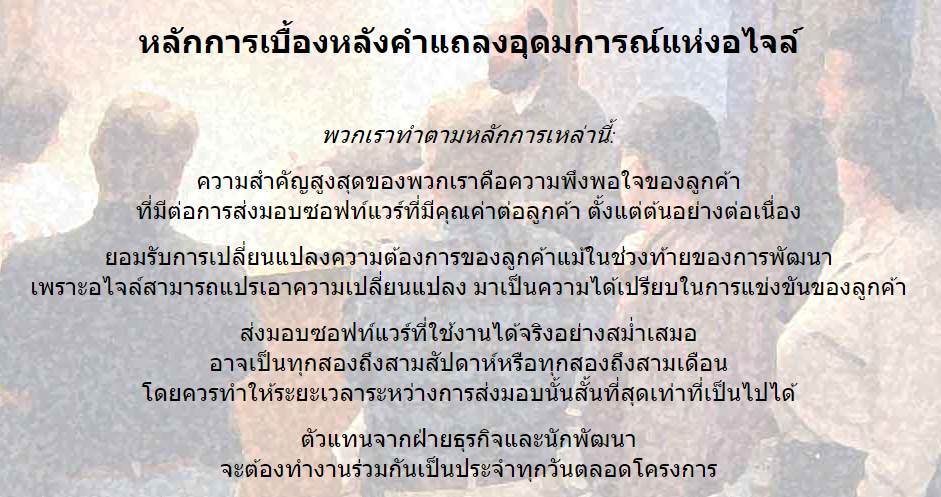 หลักการเบื้องหลังคำแถลงอุดมการณ์แห่งอไจล์
พวกเราทำตามหลักการเหล่านี้:
ความสำคัญสูงสุดของพวกเราคือความพึงพอใจของลูกค้า
ที่มีต่อการส่งมอบซอฟท์แวร์ที่มีคุณค่าต่อลูกค้า ตั้งแต่ต้นอย่างต่อเนื่อง
ยอมรับการเปลี่ยนแปลงความต้องการของลูกค้าแม้ในช่วงท้ายของการพัฒนา
เพราะอไจล์สามารถแปรเอาความเปลี่ยนแปลง มาเป็นความได้เปรียบในการแข่งขันของลูกค้า
ส่งมอบซอฟท์แวร์ที่ใช้งานได้จริงอย่างสม่ำเสมอ
อาจเป็นทุกสองถึงสามสัปดาห์หรือทุกสองถึงสามเดือน
โดยควรทำให้ระยะเวลาระหว่างการส่งมอบนั้นสั้นที่สุดเท่าที่เป็นไปได้
ตัวแทนจากฝ่ายธุรกิจและนักพัฒนา
จะต้องทำงานร่วมกันเป็นประจำทุกวันตลอดโครงการ